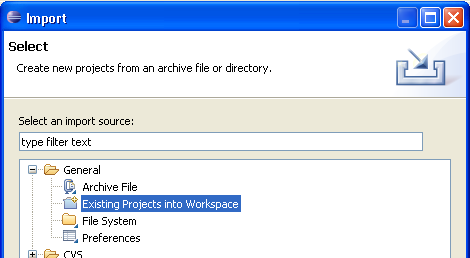 Import
Select
Create new projects from an archive file or directory.
Select an import source:
type filter text
General
Archive File
Existing Projects into Workspace
File System
Preferences
CVS